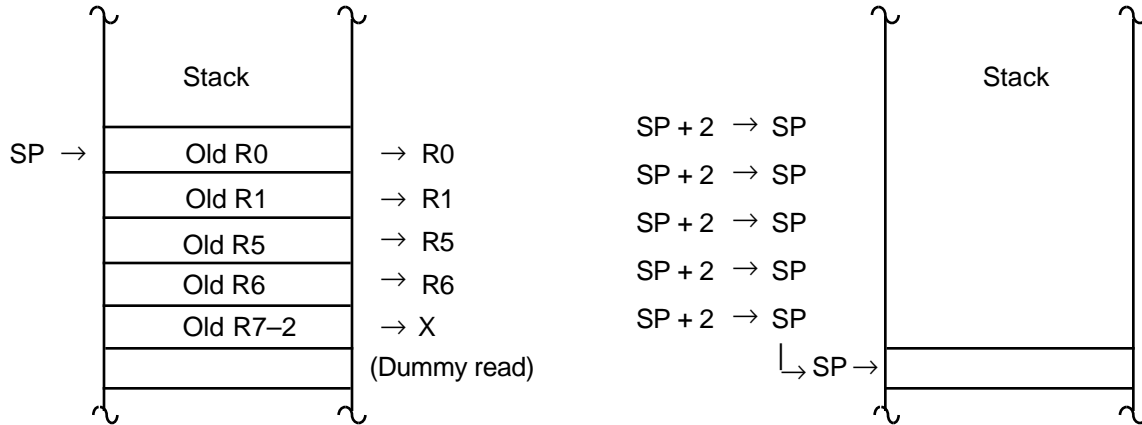 Stack
SP → Old R0 → R0
Old R1 → R1
Old R5 → R5
Old R6 → R6
Old R7–2 → X
(Dummy read)
Stack
SP + 2 → SP
SP + 2 → SP
SP + 2 → SP
SP + 2 → SP
SP + 2 → SP
SP →